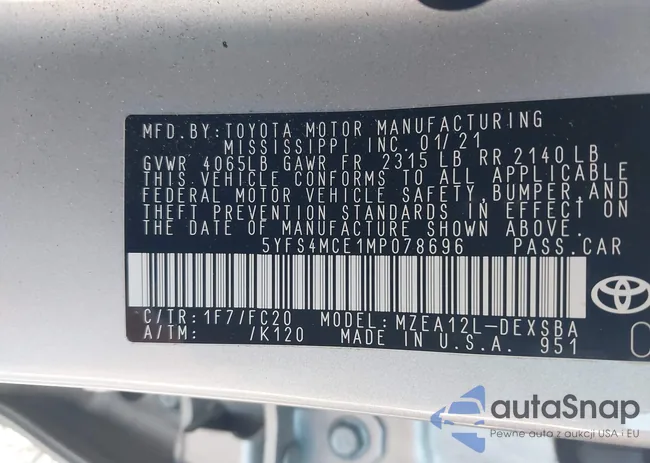 MFD.BY:TOYOTA MOTOR MANUFACTURING
MISSISSIPPI INC. 01/21
GVWR 4065LB GAWR FR 2315 LB RR 2140 LB
THIS VEHICLE CONFORMS TO ALL APPLICABLE
FEDERAL MOTOR VEHICLE SAFETY,BUMPER,AND
THEFT PREVENTION STANDARDS IN EFFECT ON
THE DATE OF MANUFACTURE SHOWN ABOVE.
5YFS4MCE1MP078696 PASS.CAR
C/TR:1F7/FC20 MODEL:MZEA12L-DEXSBA
A/TM: /K120 MADE IN U.S.A. 951
autaSnap
Pewne auta z aukcji USA i EU